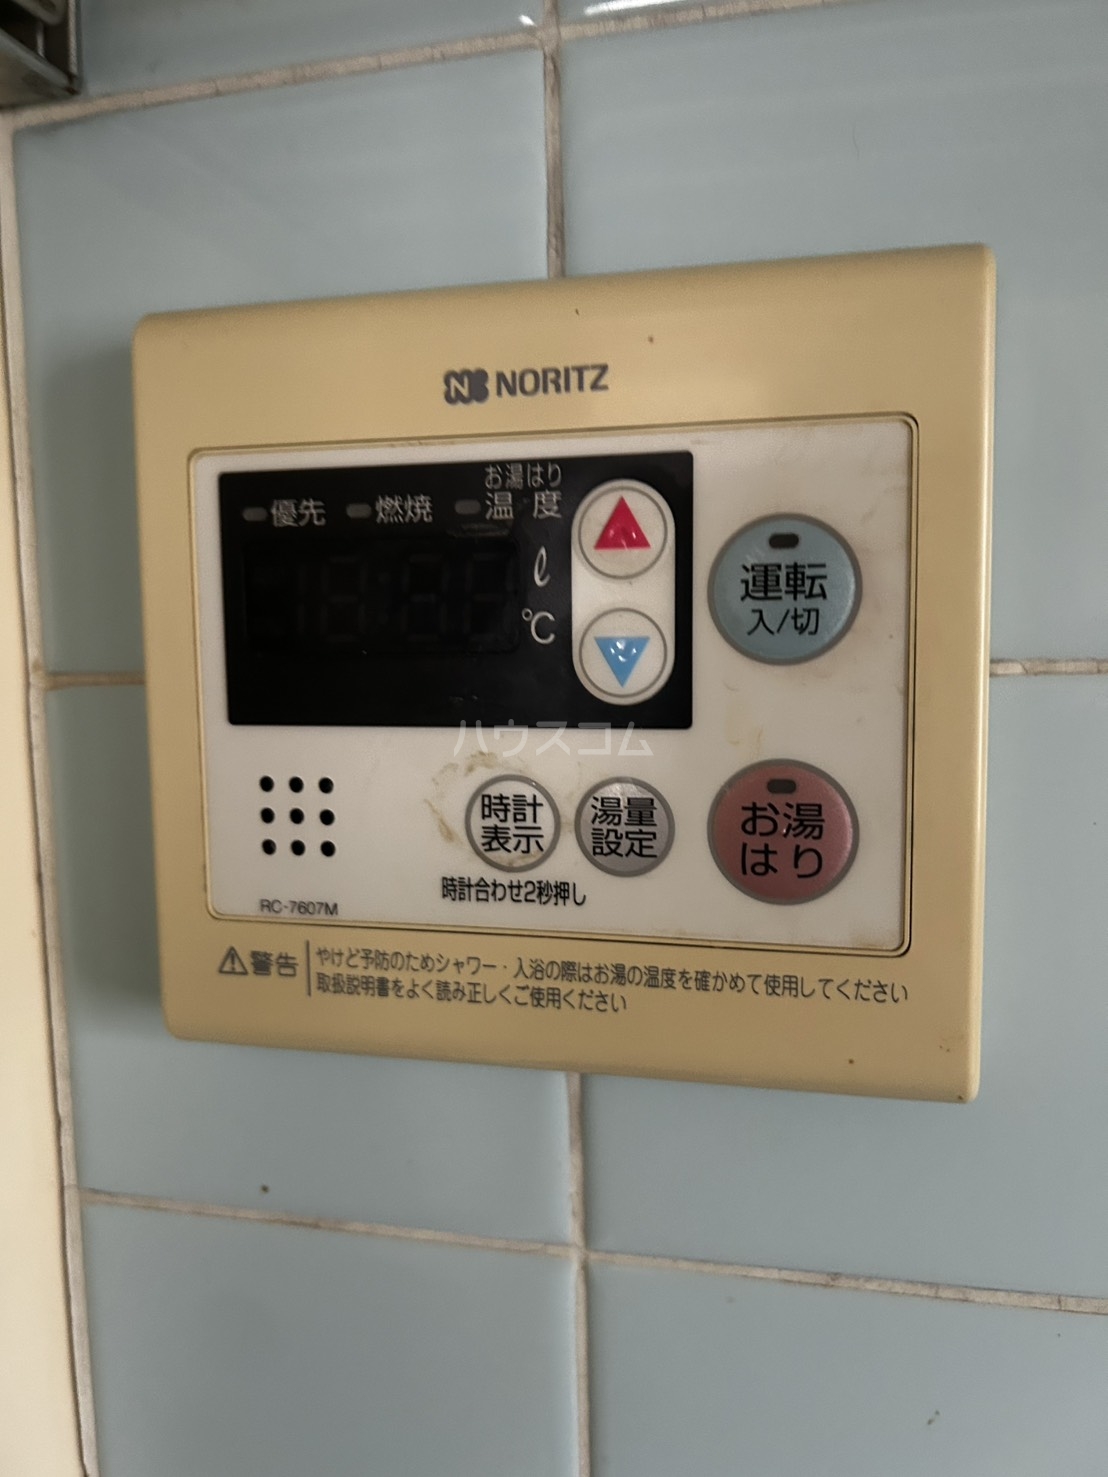 NORITZ
お湯はり
優先 燃焼 温度
ℓ
℃
運転
入/切
ハウスコム
時計
表示
湯量
設定
お湯
はり
時計合わせ2秒押し
RC-7607M
警告
やけど予防のためシャワー・入浴の際はお湯の温度を確かめて使用してください
取扱説明書をよく読み正しくご使用ください